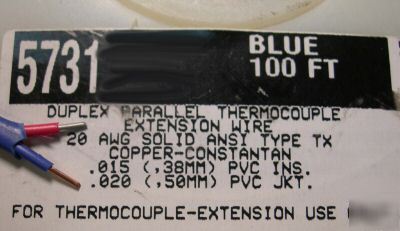 5731
BLUE
100 FT
DUPLEX PARALLEL THERMOCOUPLE
EXTENSION WIRE
20 AWG SOLID ANSI TYPE TX
COPPER-CONSTANTAN
.015 (,38MM) PVC INS.
.020 (,50MM) PVC JKT.
FOR THERMOCOUPLE-EXTENSION USE